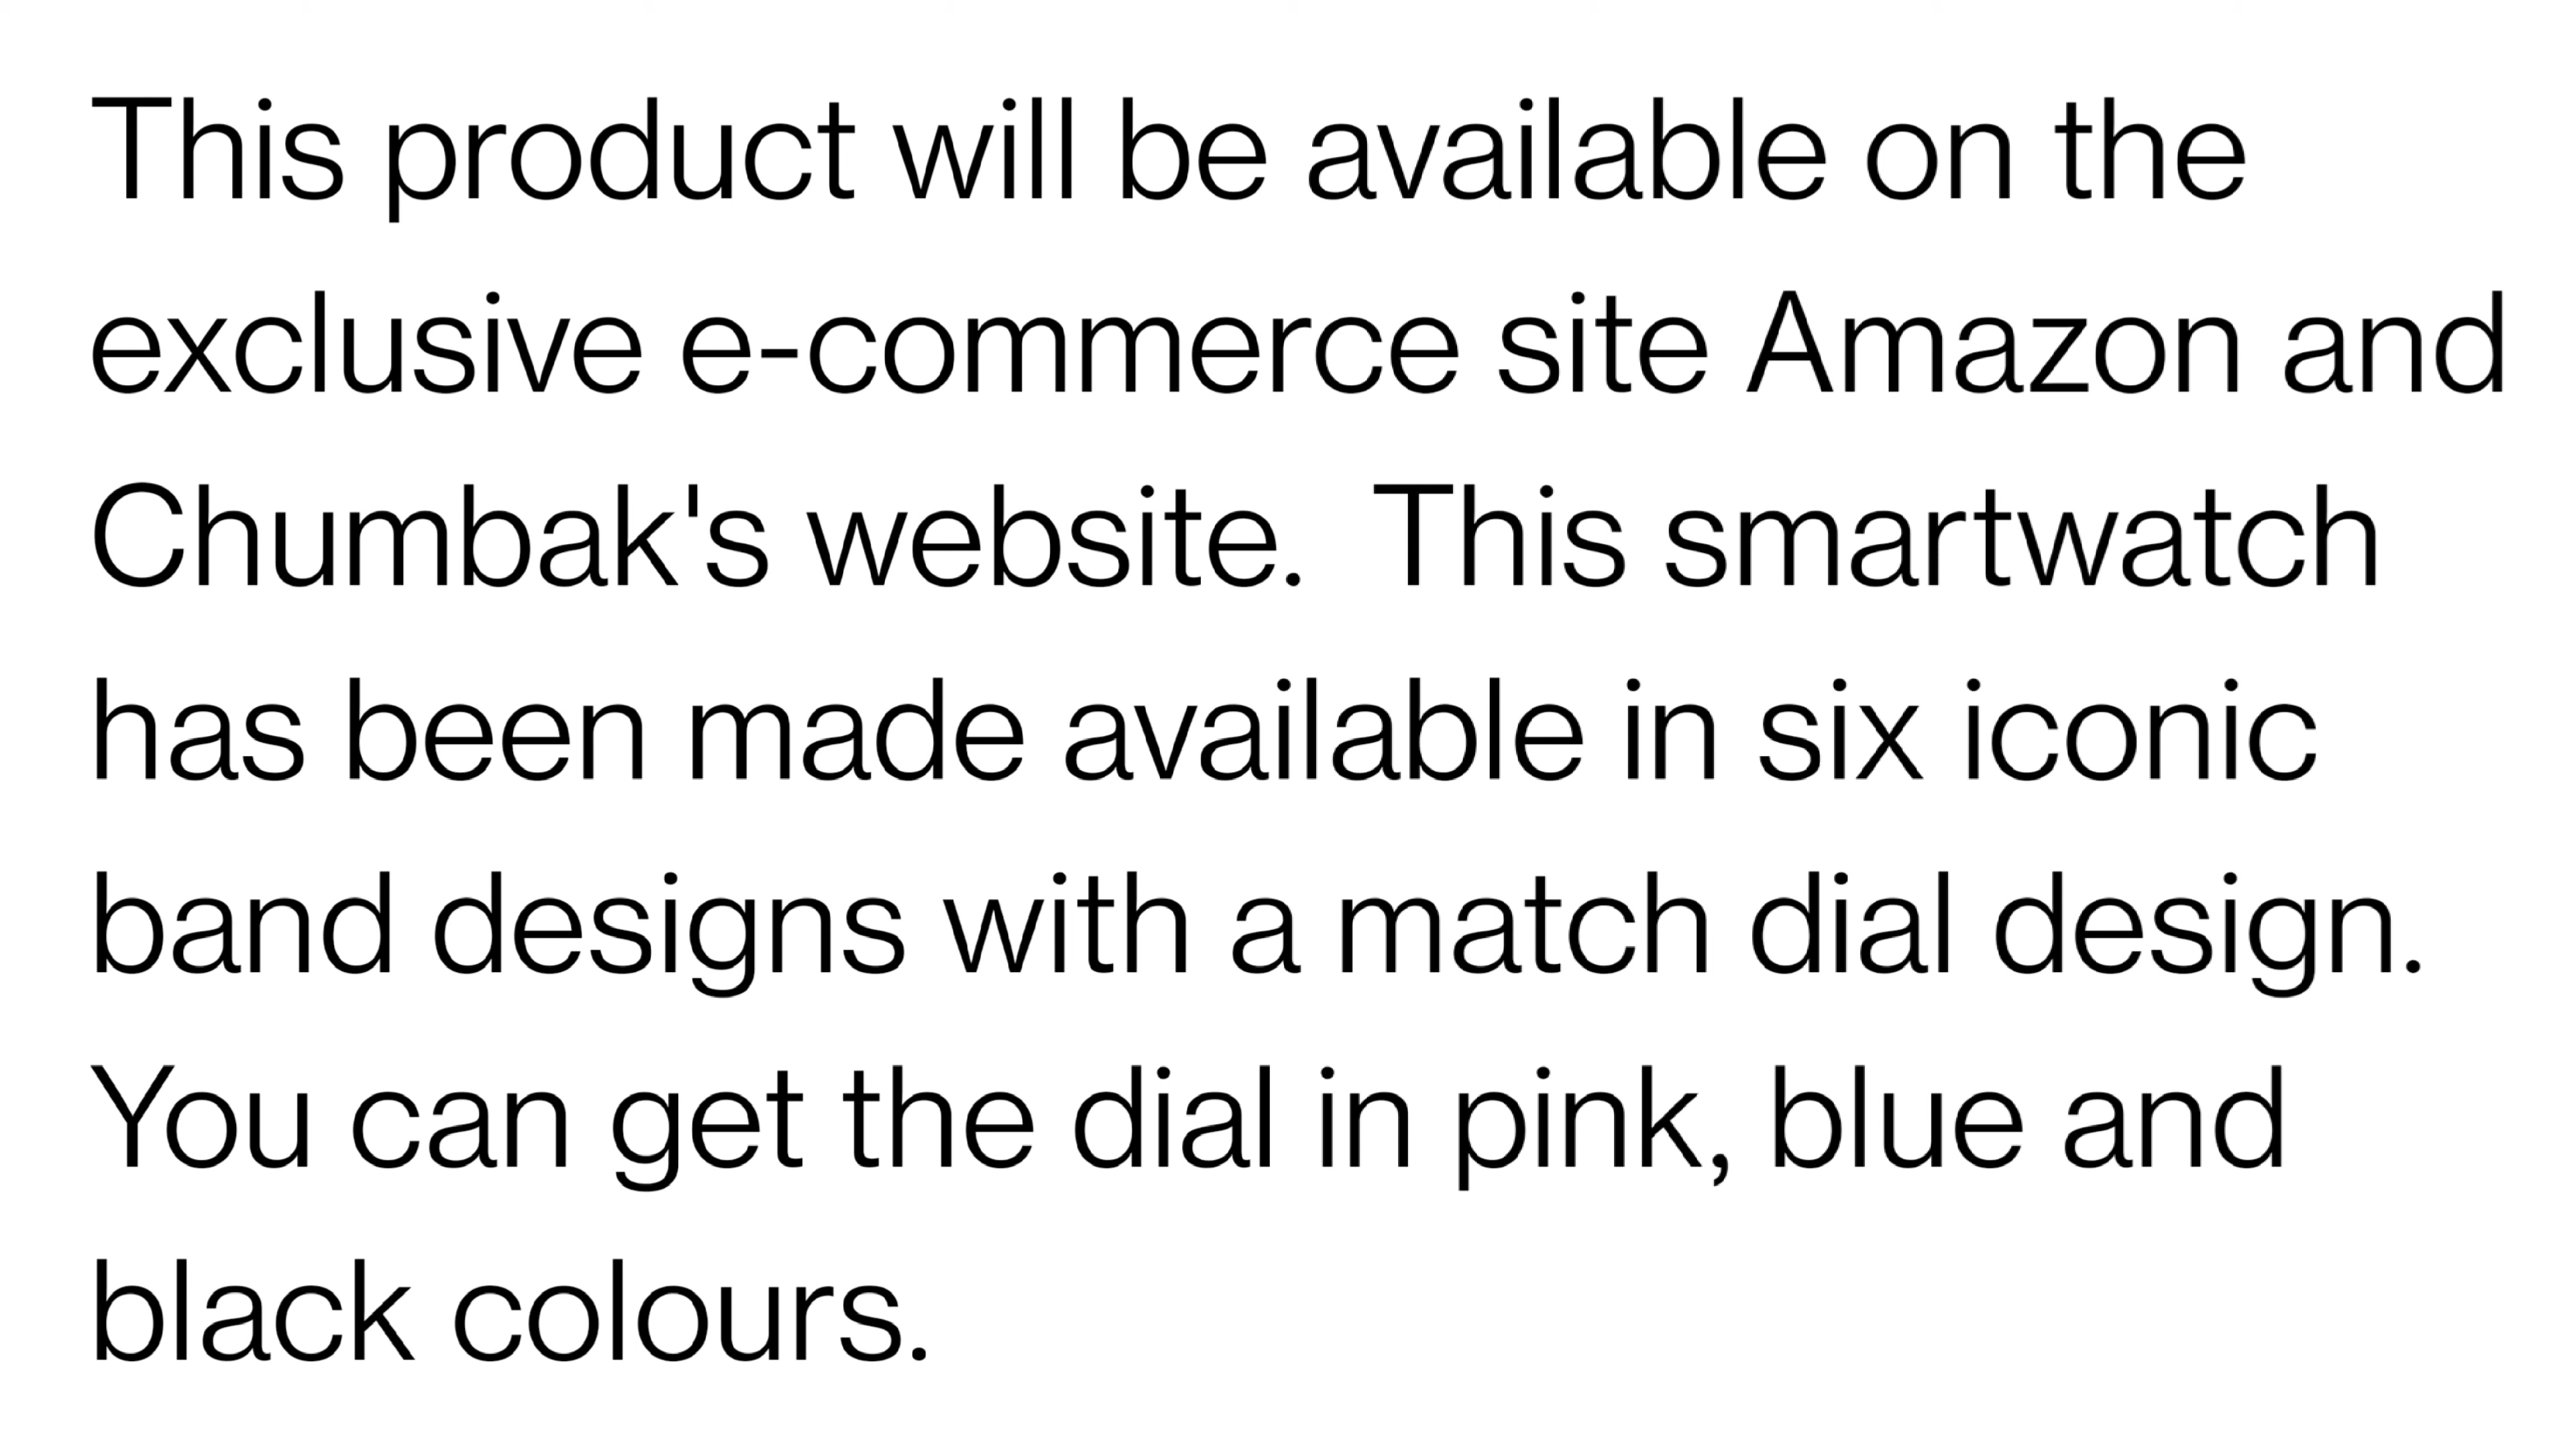 This product will be available on the
exclusive e-commerce site Amazon and
Chumbak's website.  This smartwatch
has been made available in six iconic
band designs with a match dial design.
You can get the dial in pink, blue and
black colours.